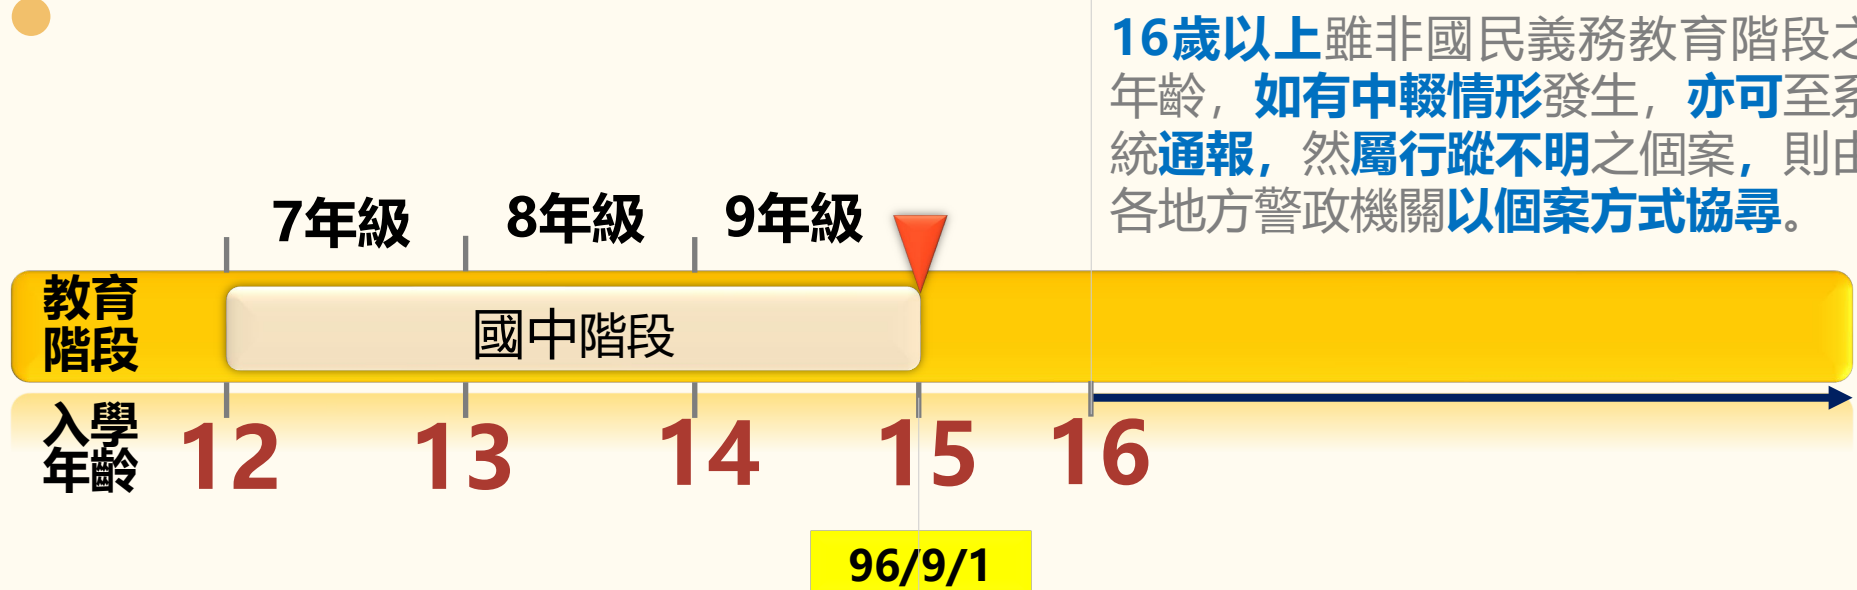 16歲以上雖非國民義務教育階段之
年齡，如有中輟情形發生，亦可至系
統通報，然屬行蹤不明之個案，則由
各地方警政機關以個案方式協尋。
7年級 8年級 9年級
教育
階段
國中階段
入學
年齡
12 13 14 15 16
96/9/1